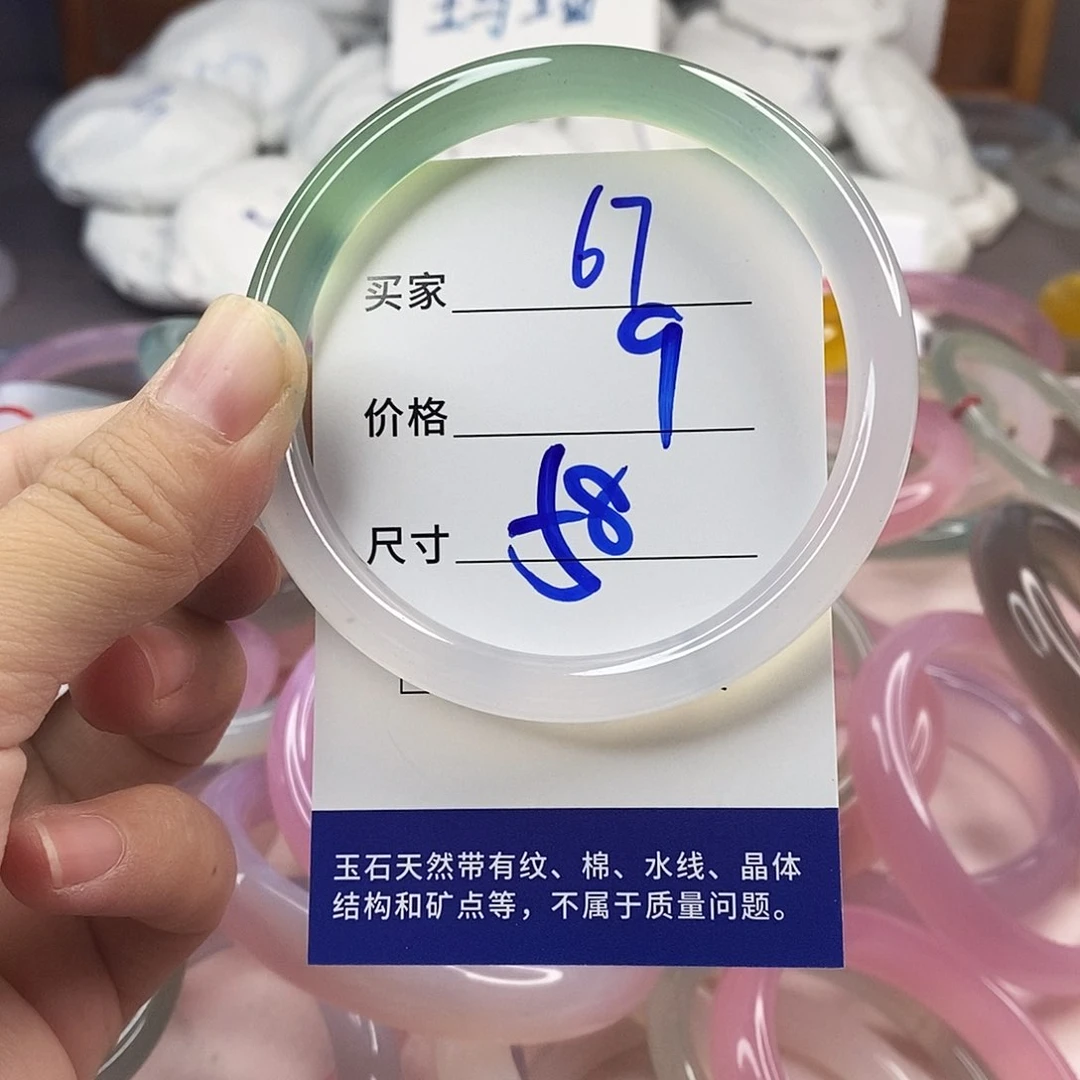 买家 67
价格 9
尺寸 58
玉石天然带有纹、棉、水线、晶体
结构和矿点等，不属于质量问题。